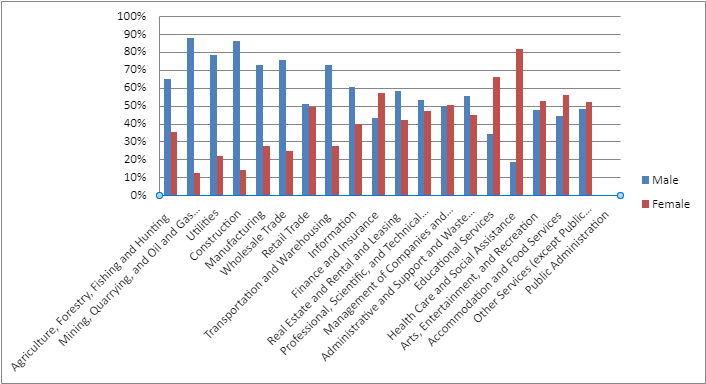 100%
90%
80%
70%
60%
50%
40%
30%
20%
10%
0%
Agriculture, Forestry, Fishing and Hunting
Mining, Quarrying, and Oil and Gas...
Utilities
Construction
Manufacturing
Wholesale Trade
Retail Trade
Transportation and Warehousing
Information
Finance and Insurance
Real Estate and Rental and Leasing
Professional, Scientific, and Technical...
Management of Companies and...
Administrative and Support and Waste...
Educational Services
Health Care and Social Assistance
Arts, Entertainment, and Recreation
Accommodation and Food Services
Other Services (except Public...
Public Administration
Male
Female